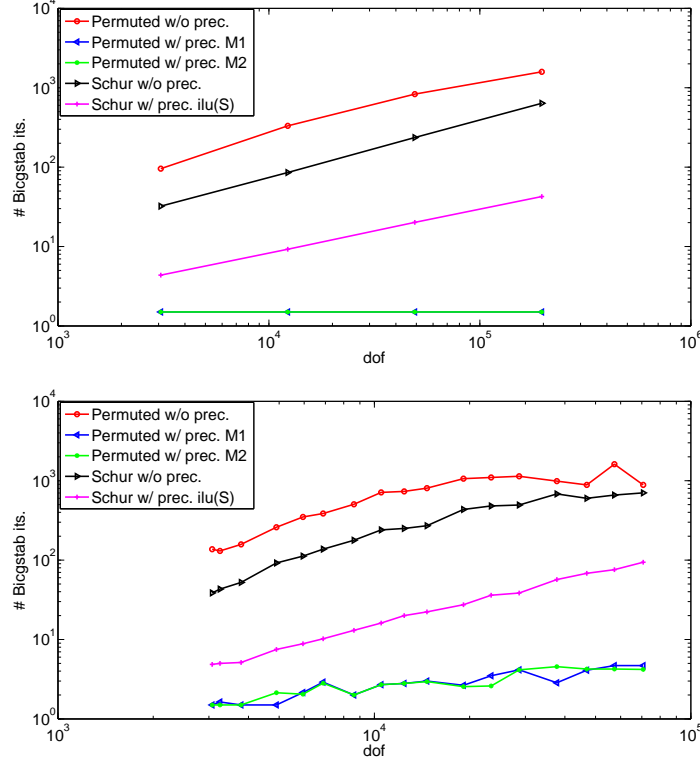 10^4
10^3
10^2
10^1
10^0
# Bicgstab its.
Permuted w/o prec.
Permuted w/ prec. M1
Permuted w/ prec. M2
Schur w/o prec.
Schur w/ prec. ilu(S)
10^3
10^4
10^5
10^6
dof
10^4
10^3
10^2
10^1
10^0
# Bicgstab its.
Permuted w/o prec.
Permuted w/ prec. M1
Permuted w/ prec. M2
Schur w/o prec.
Schur w/ prec. ilu(S)
10^3
10^4
10^5
dof